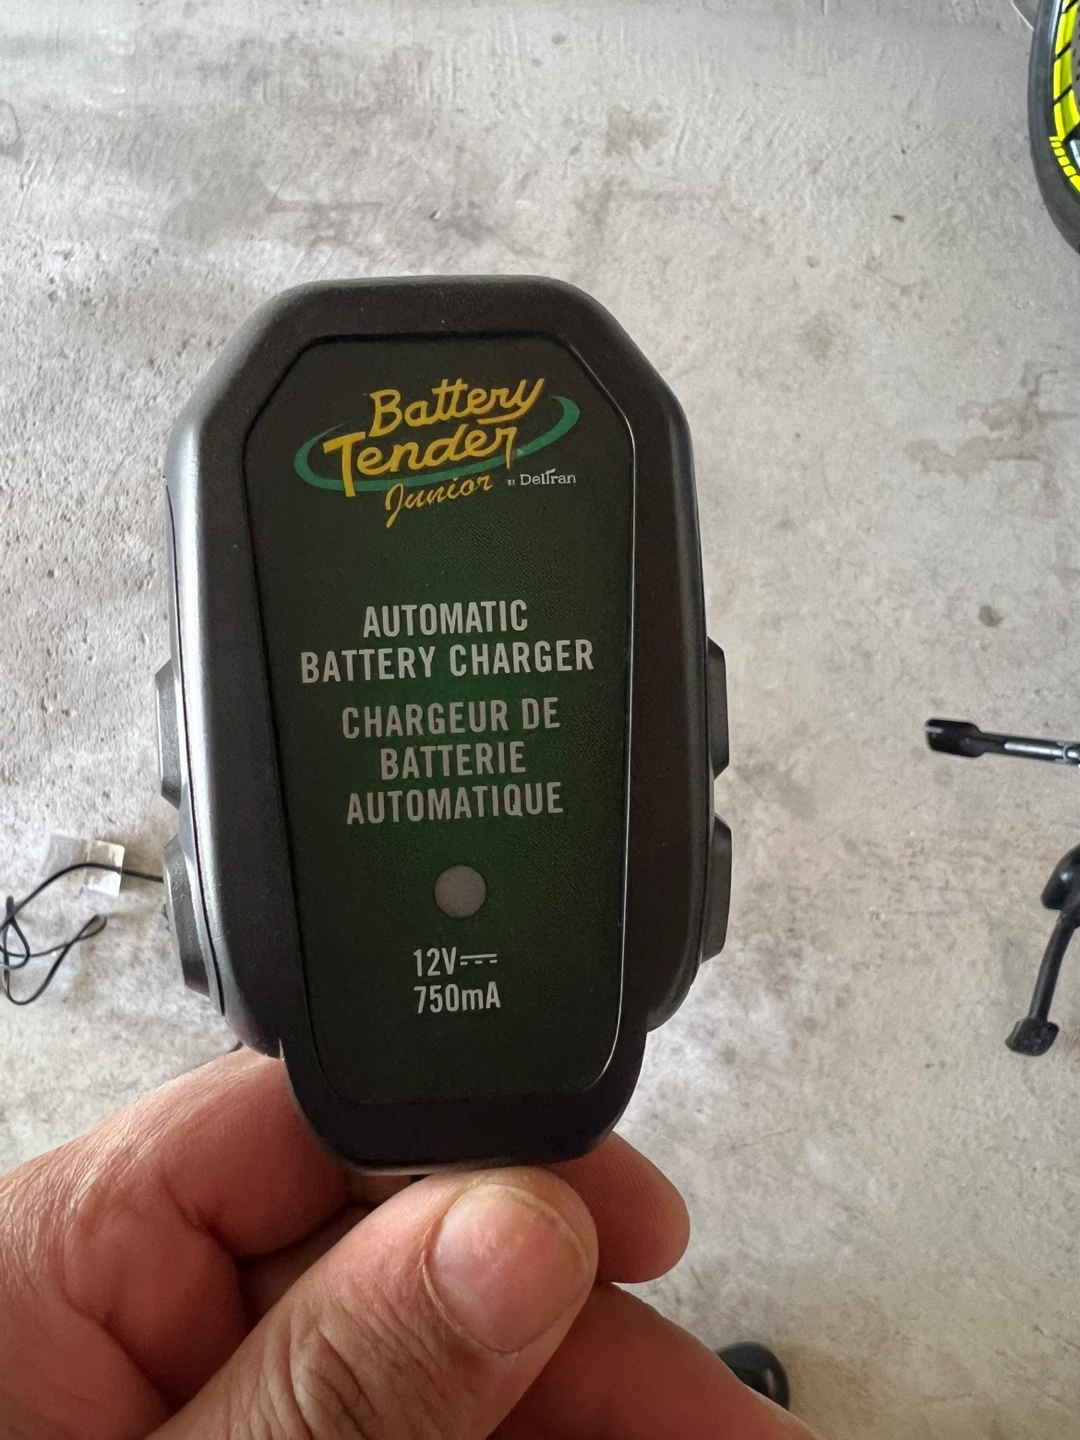 Battery
Tender
Junior BY Deltran
AUTOMATIC
BATTERY CHARGER
CHARGEUR DE
BATTERIE
AUTOMATIQUE
12V⎓
750mA